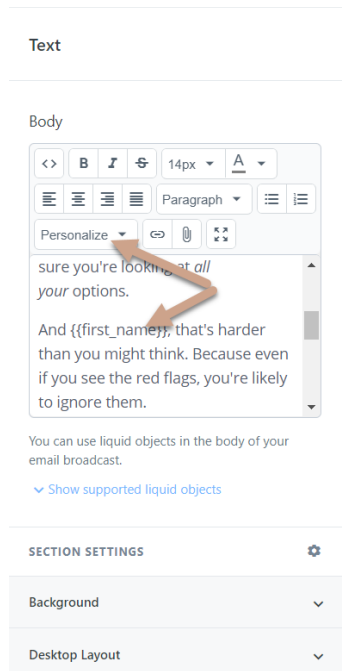 Text
Body
<> B I S 14px A
Paragraph
Personalize
sure you're looking at all
your options.
And {{first_name}}, that's harder
than you might think. Because even
if you see the red flags, you're likely
to ignore them.
You can use liquid objects in the body of your
email broadcast.
Show supported liquid objects
SECTION SETTINGS
Background
Desktop Layout